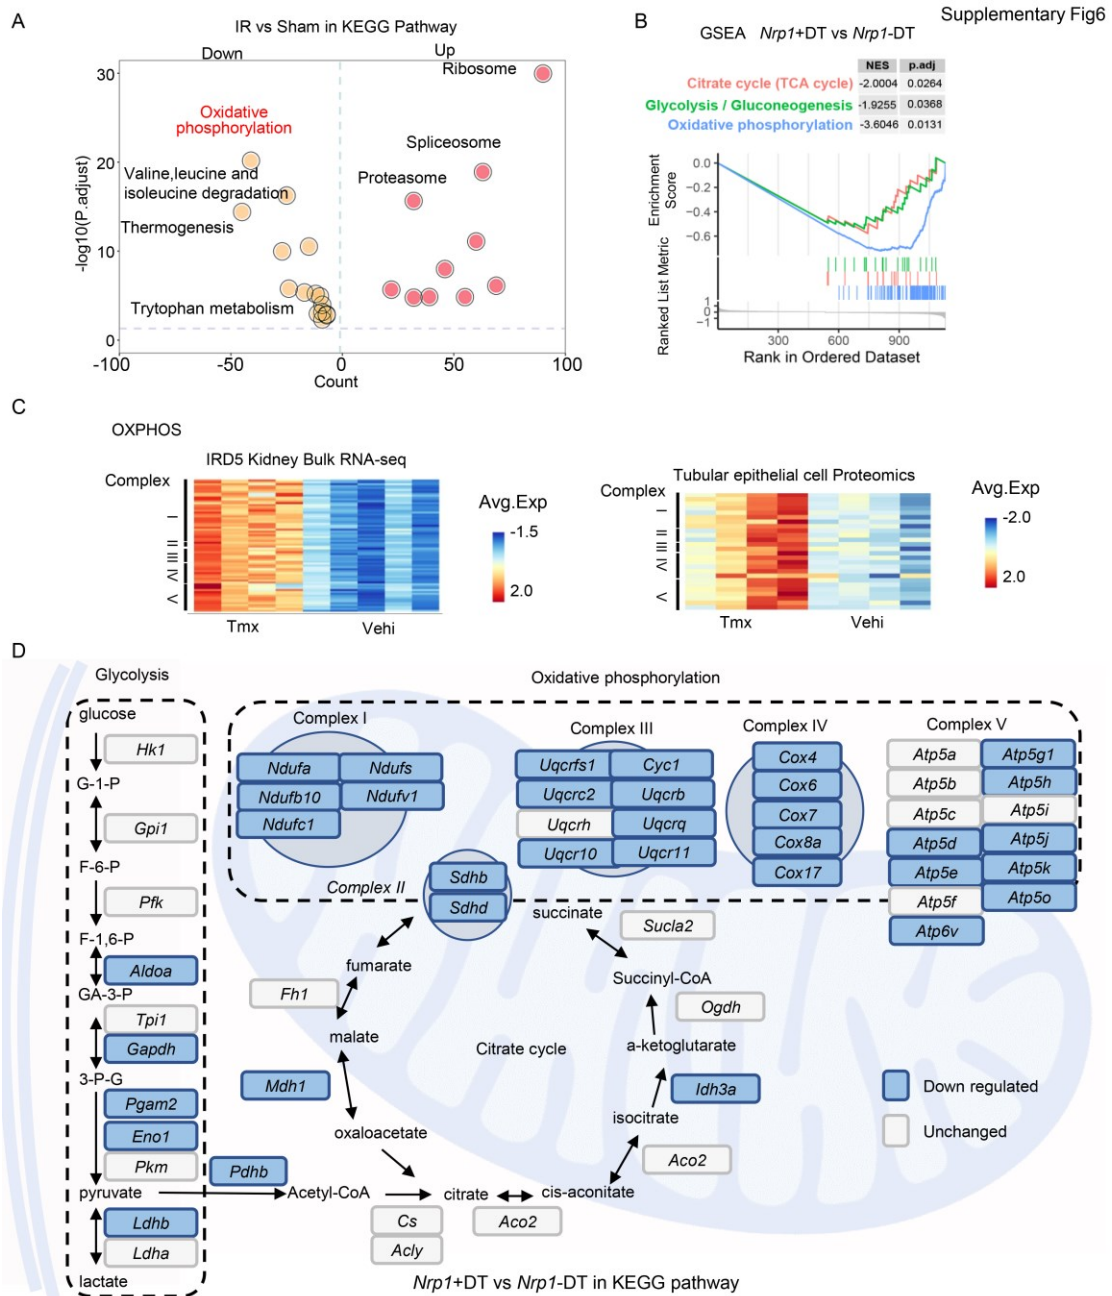 Supplementary Fig6
A
IR vs Sham in KEGG Pathway
Down
Up
Ribosome
Oxidative
phosphorylation
Spliceosome
Valine,leucine and
isoleucine degradation
Proteasome
Thermogenesis
Trytophan metabolism
-log10(P.adjust)
30
20
10
0
-100
-50
0
50
100
Count
B
GSEA Nrp1+DT vs Nrp1-DT
NES p.adj
Citrate cycle (TCA cycle) -2.0004 0.0264
Glycolysis / Gluconeogenesis -1.9255 0.0368
Oxidative phosphorylation -3.6046 0.0131
Enrichment
Score
0.0
−0.2
−0.4
−0.6
Ranked List Metric
1
0
−1
300
600
900
Rank in Ordered Dataset
C
OXPHOS
IRD5 Kidney Bulk RNA-seq
Complex
I
II
III
IV
V
Tmx
Vehi
Avg.Exp
-1.5
2.0
Tubular epithelial cell Proteomics
Complex
I
II
III
IV
V
Tmx
Vehi
Avg.Exp
-2.0
2.0
D
Glycolysis
glucose
Hk1
G-1-P
Gpi1
F-6-P
Pfk
F-1,6-P
Aldoa
GA-3-P
Tpi1
Gapdh
3-P-G
Pgam2
Eno1
Pkm
pyruvate
Ldhb
Ldha
lactate
Oxidative phosphorylation
Complex I
Ndufa
Ndufs
Ndufb10
Ndufv1
Ndufc1
Complex II
Sdhb
Sdhd
Complex III
Uqcrfs1
Cyc1
Uqcrc2
Uqcrb
Uqcrh
Uqcrq
Uqcr10
Uqcr11
Complex IV
Cox4
Cox6
Cox7
Cox8a
Cox17
Complex V
Atp5a
Atp5g1
Atp5b
Atp5h
Atp5c
Atp5i
Atp5d
Atp5j
Atp5e
Atp5k
Atp5f
Atp5o
Atp6v
succinate
Sucla2
fumarate
Succinyl-CoA
Fh1
Ogdh
malate
Citrate cycle
a-ketoglutarate
Mdh1
Idh3a
isocitrate
oxaloacetate
Aco2
Pdhb
Acetyl-CoA
citrate
cis-aconitate
Cs
Acly
Aco2
Down regulated
Unchanged
Nrp1+DT vs Nrp1-DT in KEGG pathway